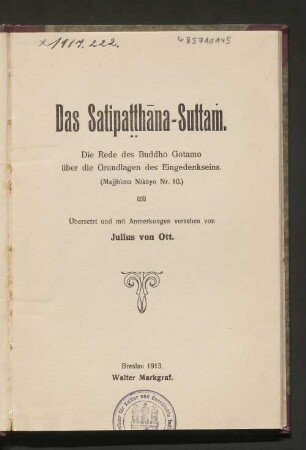 x 1917. 222.
Das Satipaṭṭhāna-Suttaṁ.
Die Rede des Buddho Gotamo
über die Grundlagen des Eingedenkseins.
(Majjhima Nikāyo Nr. 10.)
Übersetzt und mit Anmerkungen versehen von
Julius von Ott.
Breslau 1913.
Walter Markgraf.